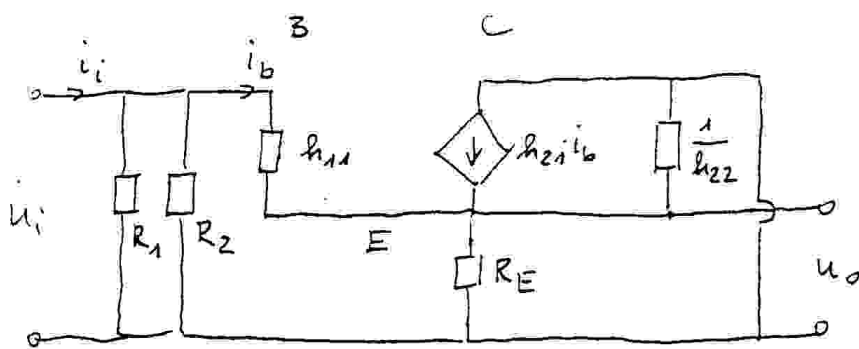 B C
i_i i_b
h_11 h_21 i_b 1/h_22
u_i R_1 R_2 E R_E u_o